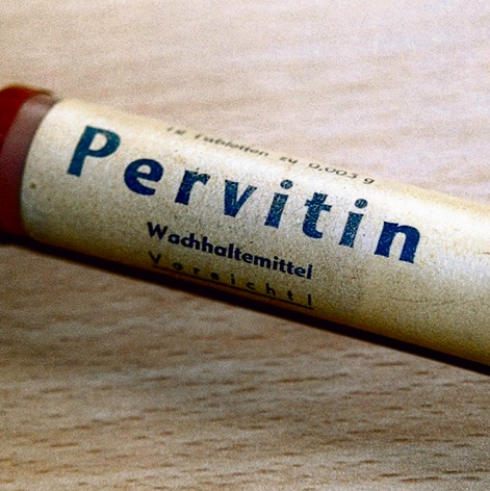 12 Tabletten zu 0,003 g
Pervitin
Wachhaltemittel
Vorsicht!